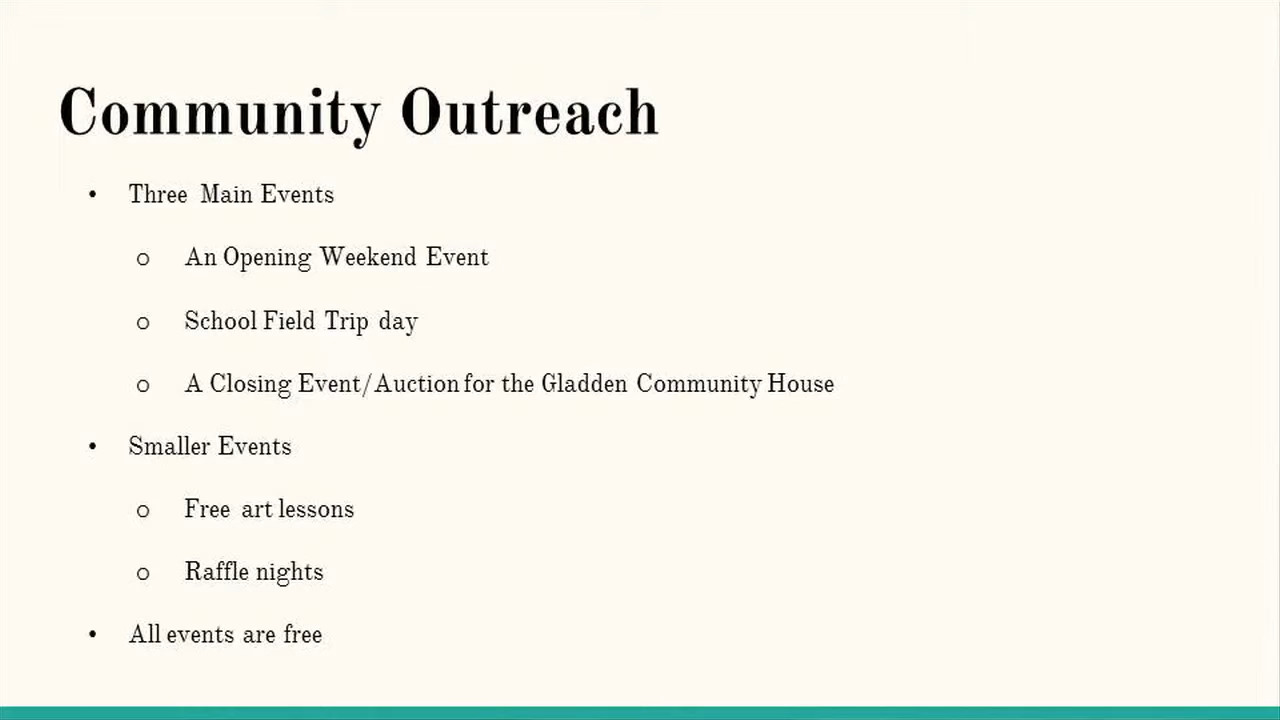 Community Outreach
• Three Main Events
o An Opening Weekend Event
o School Field Trip day
o A Closing Event/Auction for the Gladden Community House
• Smaller Events
o Free art lessons
o Raffle nights
• All events are free